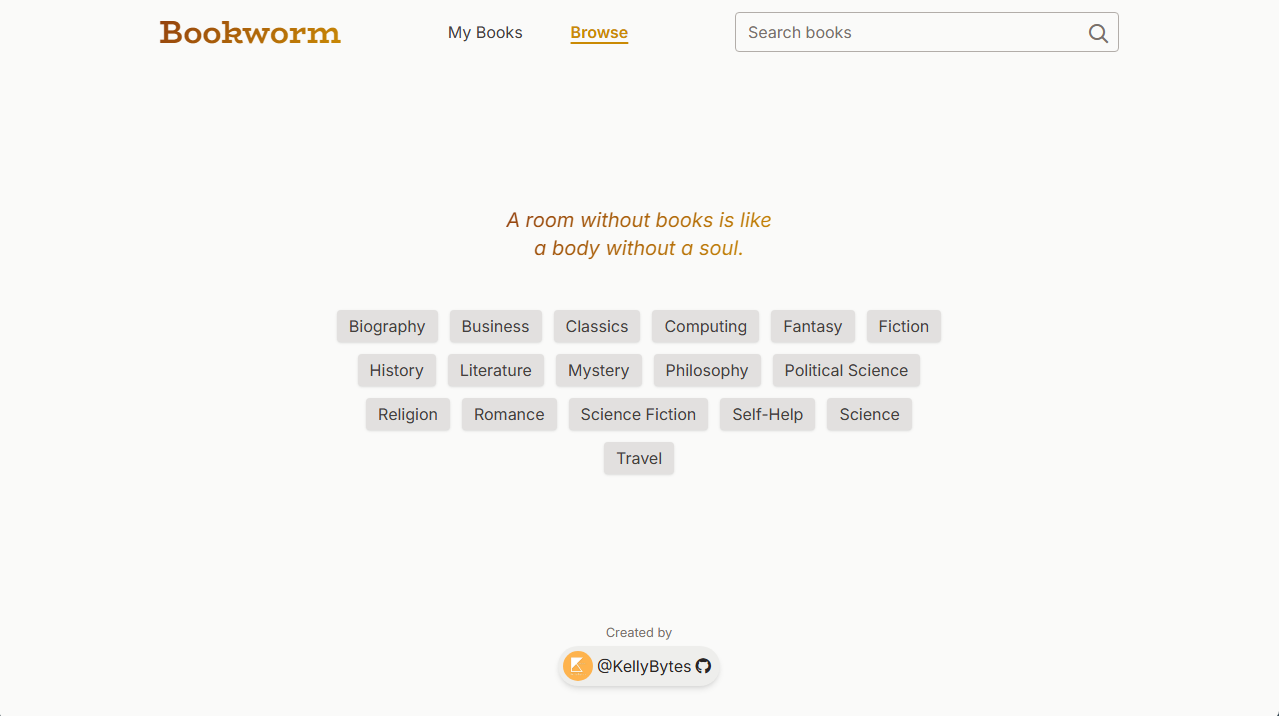 Bookworm My Books Browse Search books
A room without books is like
a body without a soul.
Biography Business Classics Computing Fantasy Fiction
History Literature Mystery Philosophy Political Science
Religion Romance Science Fiction Self-Help Science
Travel
Created by
@KellyBytes